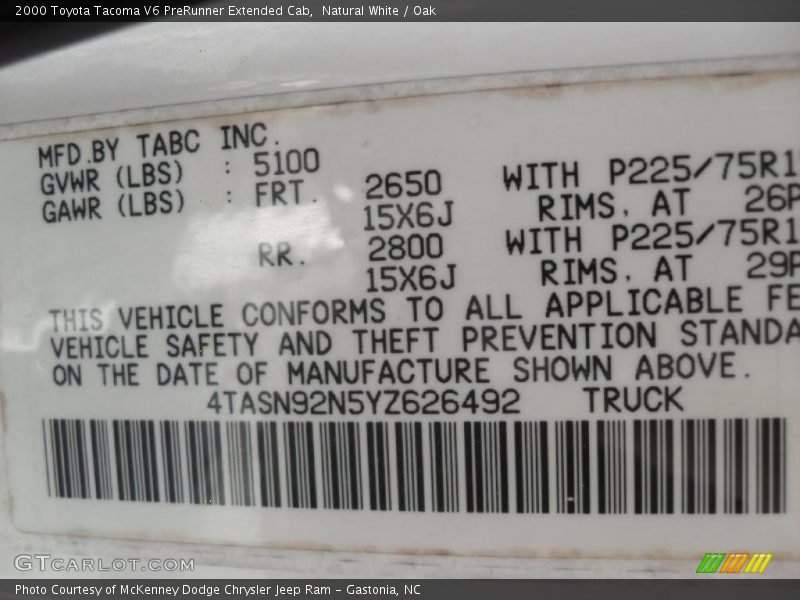 2000 Toyota Tacoma V6 PreRunner Extended Cab, Natural White / Oak
MFD.BY TABC INC.
GVWR (LBS) : 5100
GAWR (LBS) : FRT. 2650 WITH P225/75R1
15X6J RIMS, AT 26P
RR. 2800 WITH P225/75R1
15X6J RIMS, AT 29P
THIS VEHICLE CONFORMS TO ALL APPLICABLE FE
VEHICLE SAFETY AND THEFT PREVENTION STANDA
ON THE DATE OF MANUFACTURE SHOWN ABOVE.
4TASN92N5YZ626492 TRUCK
GTCARLOT.COM
Photo Courtesy of McKenney Dodge Chrysler Jeep Ram – Gastonia, NC